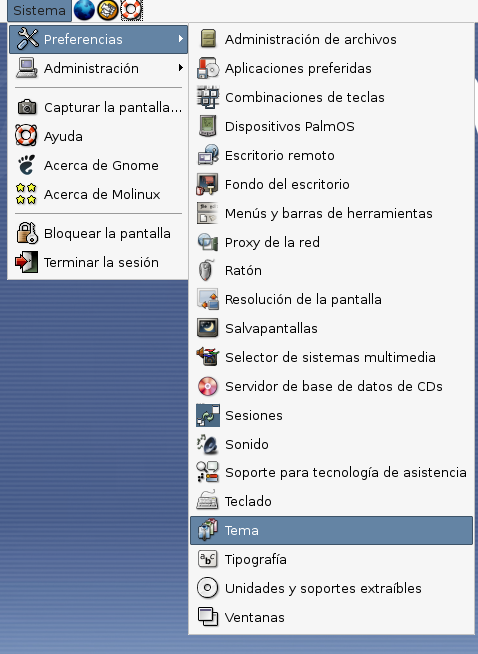 Sistema
Preferencias
Administración
Capturar la pantalla...
Ayuda
Acerca de Gnome
Acerca de Molinux
Bloquear la pantalla
Terminar la sesión
Administración de archivos
Aplicaciones preferidas
Combinaciones de teclas
Dispositivos PalmOS
Escritorio remoto
Fondo del escritorio
Menús y barras de herramientas
Proxy de la red
Ratón
Resolución de la pantalla
Salvapantallas
Selector de sistemas multimedia
Servidor de base de datos de CDs
Sesiones
Sonido
Soporte para tecnología de asistencia
Teclado
Tema
Tipografía
Unidades y soportes extraíbles
Ventanas